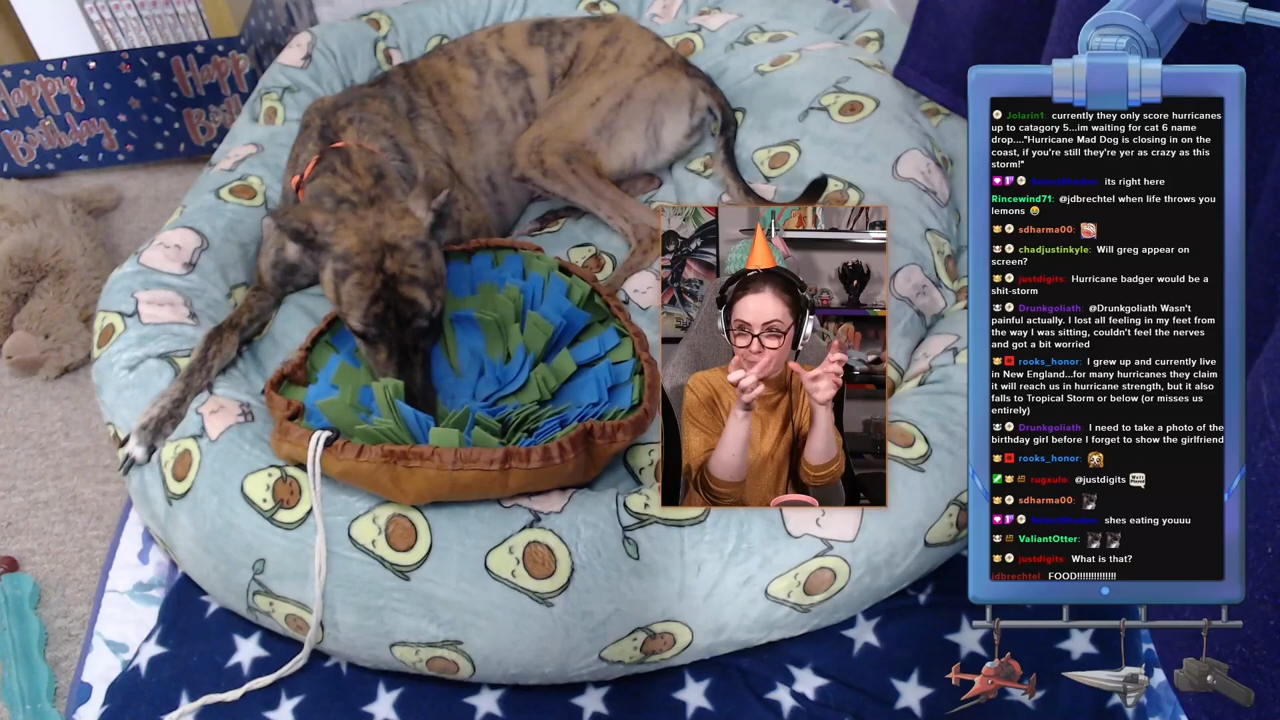 Happy
Birthday
Happ
Bi
Jolarin1: currently they only score hurricanes
up to catagory 5...im waiting for cat 6 name
drop...."Hurricane Mad Dog is closing in on the
coast, if you're still they're yer as crazy as this
storm!"
its right here
Rincewind71: @jdbrechtel when life throws you
lemons 😂
sdharma00:
chadjustinkyle: Will greg appear on
screen?
justdigits: Hurricane badger would be a
shit-storm
Drunkgoliath: @Drunkgoliath Wasn't
painful actually. I lost all feeling in my feet from
the way I was sitting, couldn't feel the nerves
and got a bit worried
rooks_honor: I grew up and currently live
in New England...for many hurricanes they claim
it will reach us in hurricane strength, but it also
falls to Tropical Storm or below (or misses us
entirely)
Drunkgoliath: I need to take a photo of the
birthday girl before I forget to show the girlfriend
rooks_honor:
rugxulo: @justdigits
sdharma00:
shes eating youuu
ValiantOtter:
justdigits: What is that?
jdbrechtel: FOOD!!!!!!!!!!!!!!